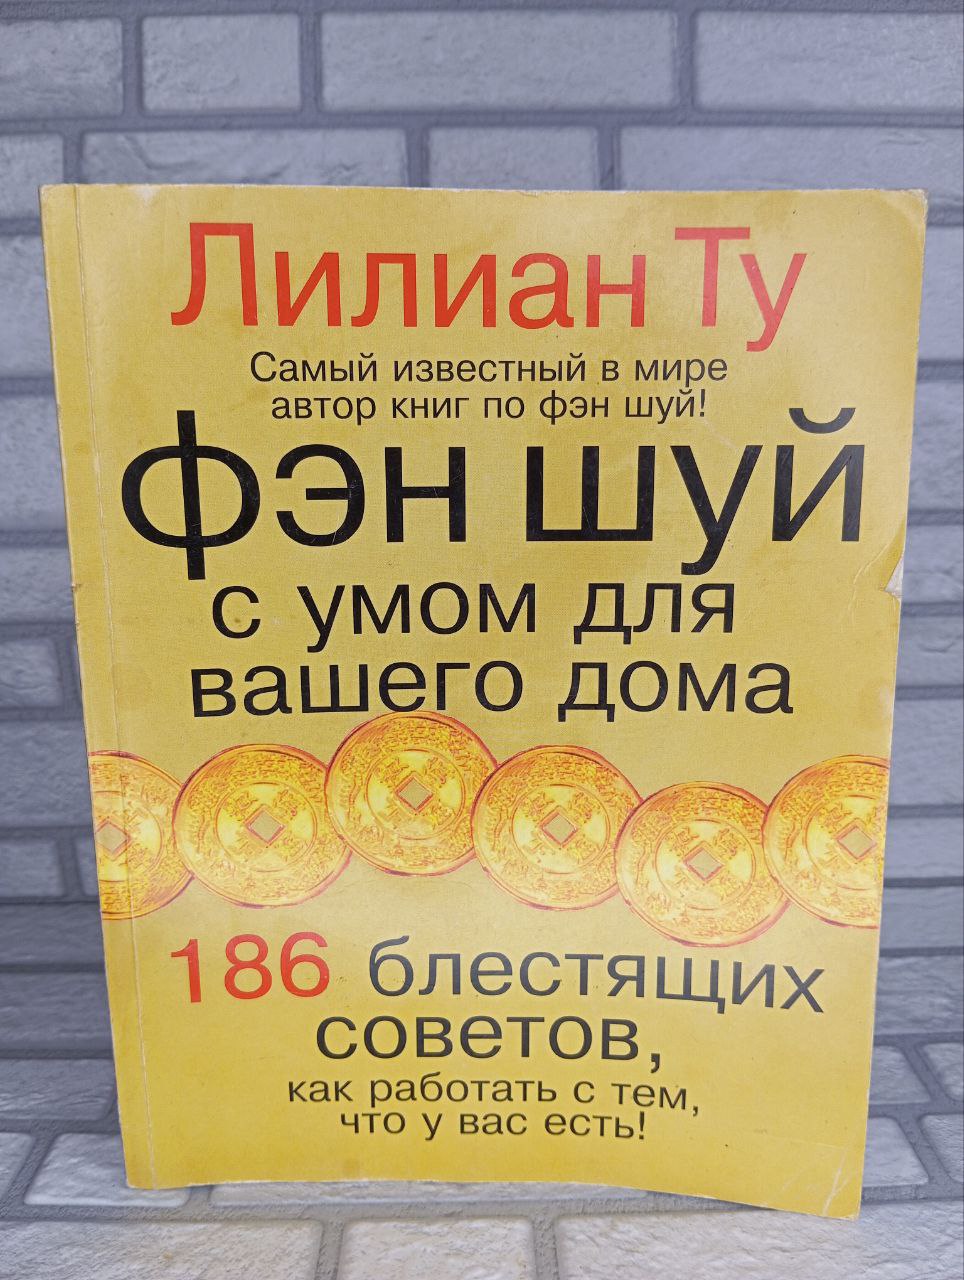 Лилиан Ту
Самый известный в мире
автор книг по фэн шуй!
фэн шуй
с умом для
вашего дома
186 блестящих
советов,
как работать с тем,
что у вас есть!